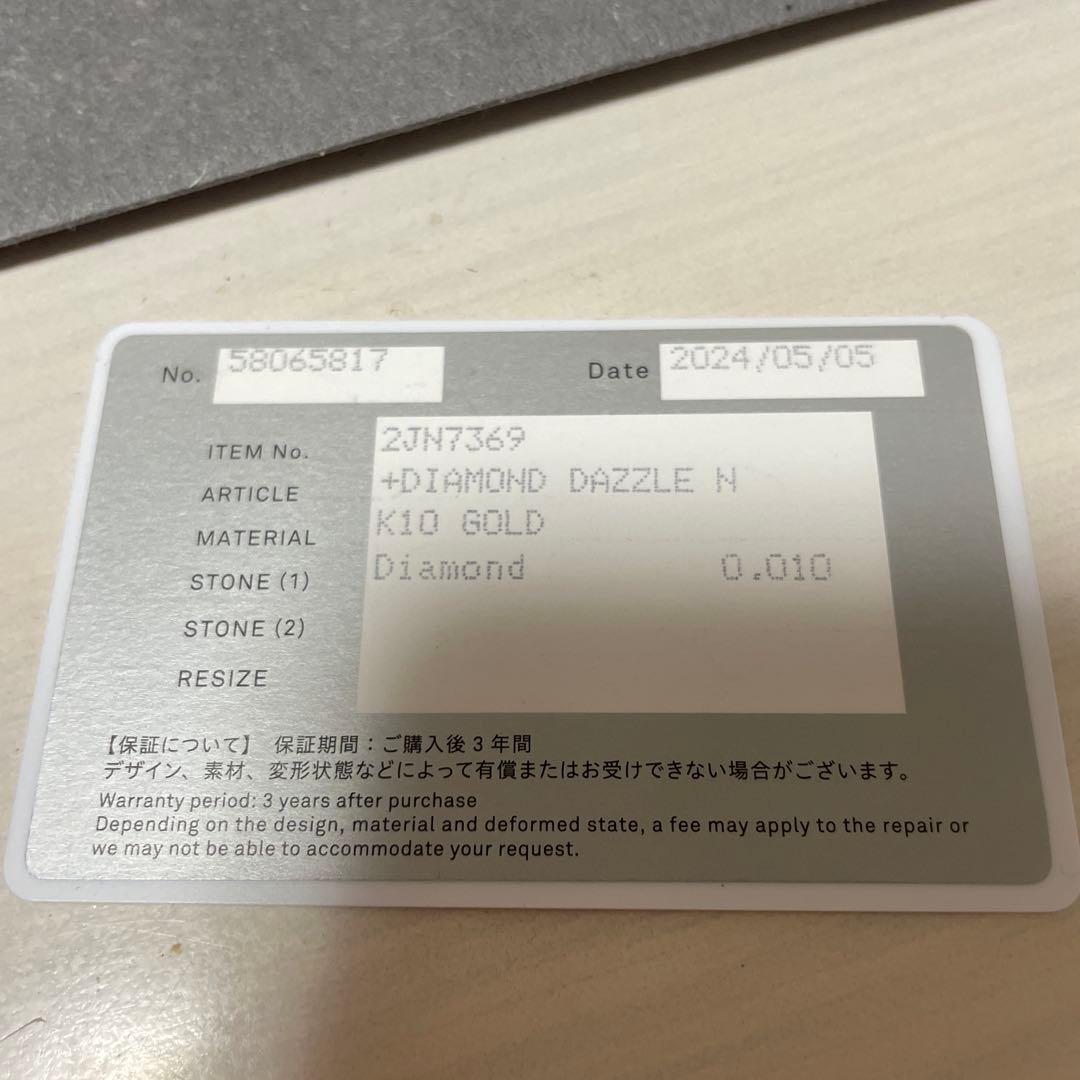 No. 58065817 Date 2024/05/05
ITEM No. 2JN7369
ARTICLE +DIAMOND DAZZLE N
MATERIAL K10 GOLD
STONE (1) Diamond 0.010
STONE (2)
RESIZE
【保証について】 保証期間：ご購入後3年間
デザイン、素材、変形状態などによって有償またはお受けできない場合がございます。
Warranty period: 3 years after purchase
Depending on the design, material and deformed state, a fee may apply to the repair or
we may not be able to accommodate your request.